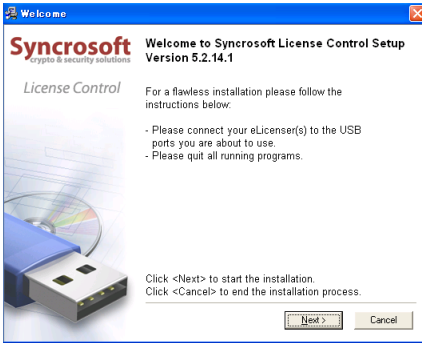 Welcome
Syncrosoft
crypto & security solutions
License Control
Welcome to Syncrosoft License Control Setup
Version 5.2.14.1
For a flawless installation please follow the
instructions below:
- Please connect your eLicenser(s) to the USB
ports you are about to use.
- Please quit all running programs.
Click <Next> to start the installation.
Click <Cancel> to end the installation process.
Next >
Cancel